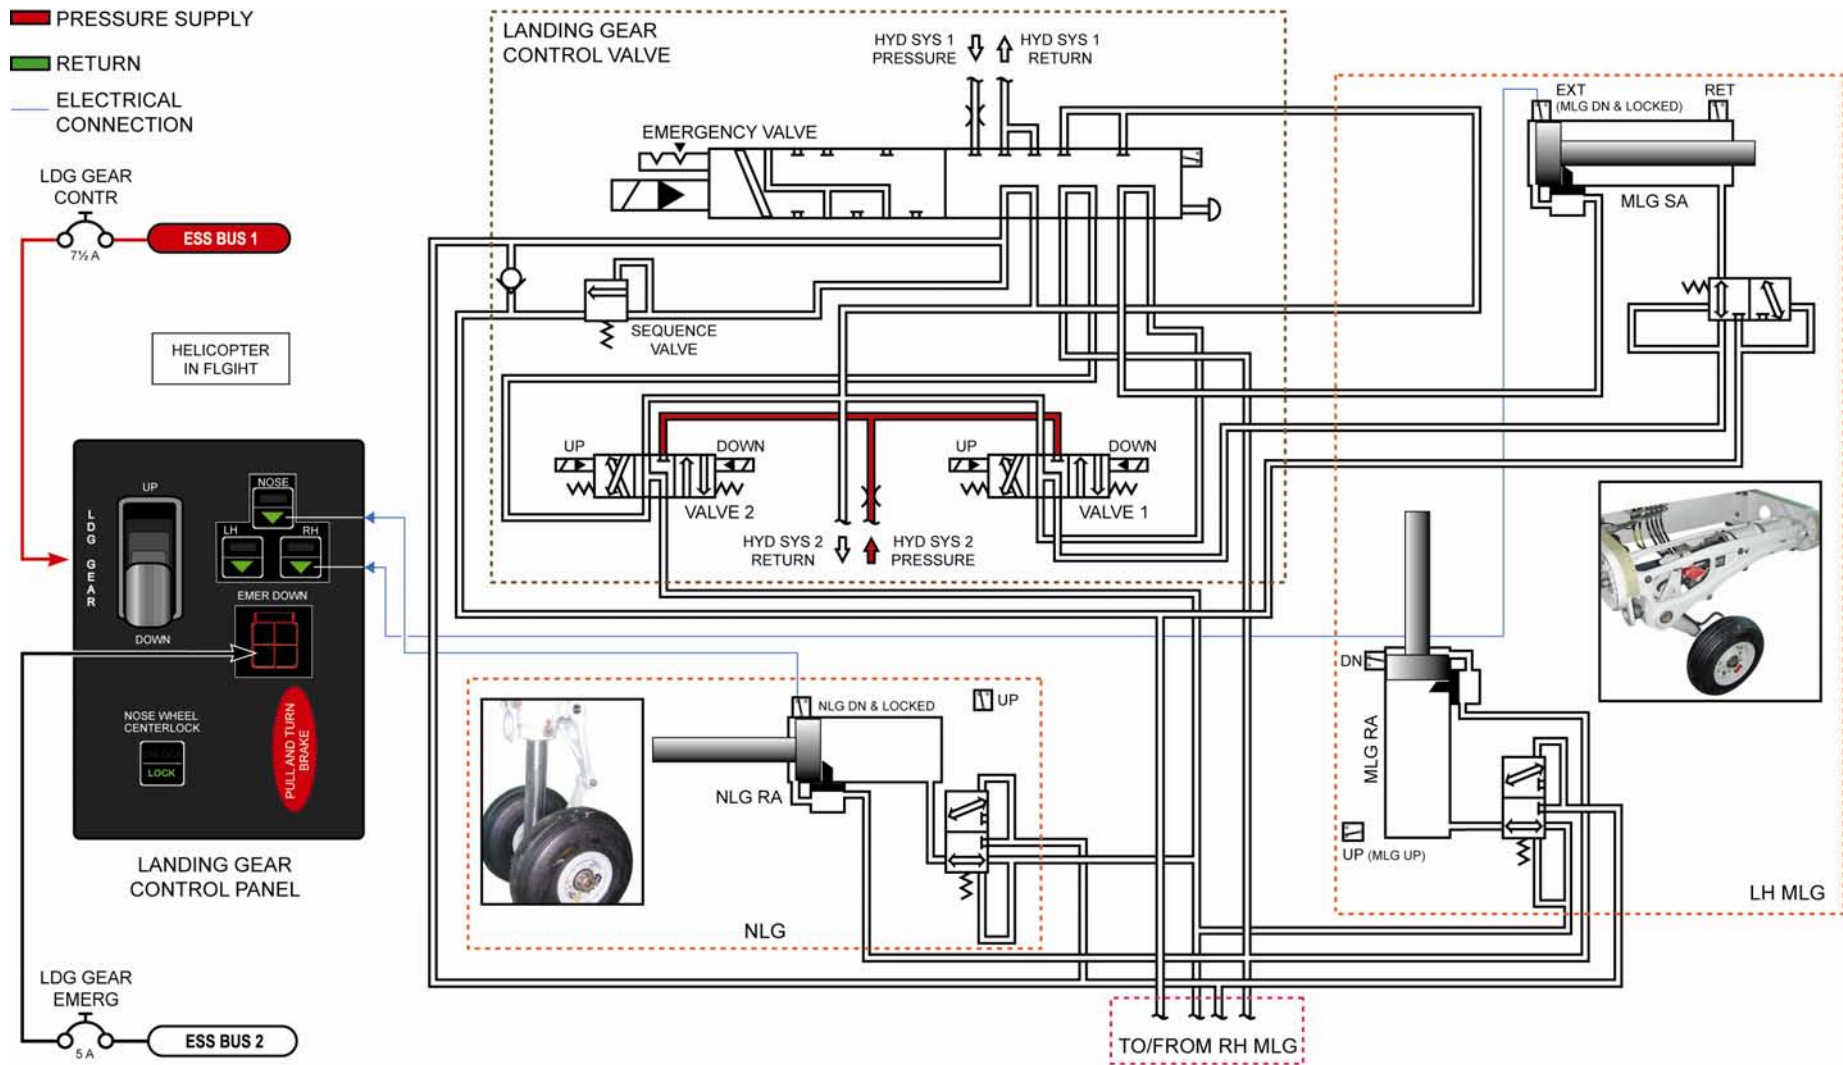 PRESSURE SUPPLY
RETURN
ELECTRICAL
CONNECTION
LDG GEAR
CONTR
7½ A
ESS BUS 1
HELICOPTER
IN FLGIHT
UP
LDG GEAR
DOWN
NOSE
LH
RH
EMER DOWN
NOSE WHEEL
CENTERLOCK
LOCK
PULL AND TURN
BRAKE
LANDING GEAR
CONTROL PANEL
LDG GEAR
EMERG
5 A
ESS BUS 2
LANDING GEAR
CONTROL VALVE
HYD SYS 1
PRESSURE
HYD SYS 1
RETURN
EMERGENCY VALVE
SEQUENCE
VALVE
UP
DOWN
VALVE 2
UP
DOWN
VALVE 1
HYD SYS 2
RETURN
HYD SYS 2
PRESSURE
NLG DN & LOCKED
UP
NLG RA
NLG
EXT
(MLG DN & LOCKED)
RET
MLG SA
DN
MLG RA
UP (MLG UP)
LH MLG
TO/FROM RH MLG